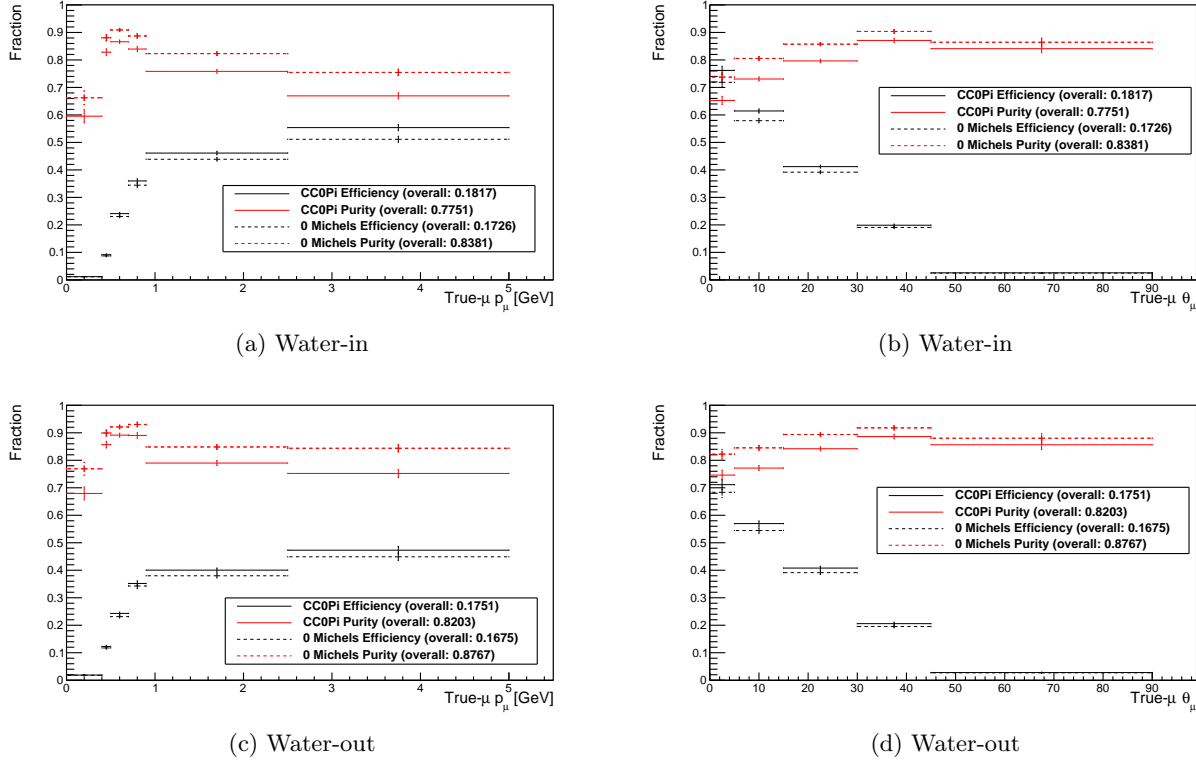 Fraction
1
0.9
0.8
0.7
0.6
0.5
0.4
0.3
0.2
0.1
0
CC0Pi Efficiency (overall: 0.1817)
CC0Pi Purity (overall: 0.7751)
0 Michels Efficiency (overall: 0.1726)
0 Michels Purity (overall: 0.8381)
0 1 2 3 4 5
True-μ pμ [GeV]
(a) Water-in
Fraction
1
0.9
0.8
0.7
0.6
0.5
0.4
0.3
0.2
0.1
0
CC0Pi Efficiency (overall: 0.1817)
CC0Pi Purity (overall: 0.7751)
0 Michels Efficiency (overall: 0.1726)
0 Michels Purity (overall: 0.8381)
0 10 20 30 40 50 60 70 80 90
True-μ θμ
(b) Water-in
Fraction
1
0.9
0.8
0.7
0.6
0.5
0.4
0.3
0.2
0.1
0
CC0Pi Efficiency (overall: 0.1751)
CC0Pi Purity (overall: 0.8203)
0 Michels Efficiency (overall: 0.1675)
0 Michels Purity (overall: 0.8767)
0 1 2 3 4 5
True-μ pμ [GeV]
(c) Water-out
Fraction
1
0.9
0.8
0.7
0.6
0.5
0.4
0.3
0.2
0.1
0
CC0Pi Efficiency (overall: 0.1751)
CC0Pi Purity (overall: 0.8203)
0 Michels Efficiency (overall: 0.1675)
0 Michels Purity (overall: 0.8767)
0 10 20 30 40 50 60 70 80 90
True-μ θμ
(d) Water-out